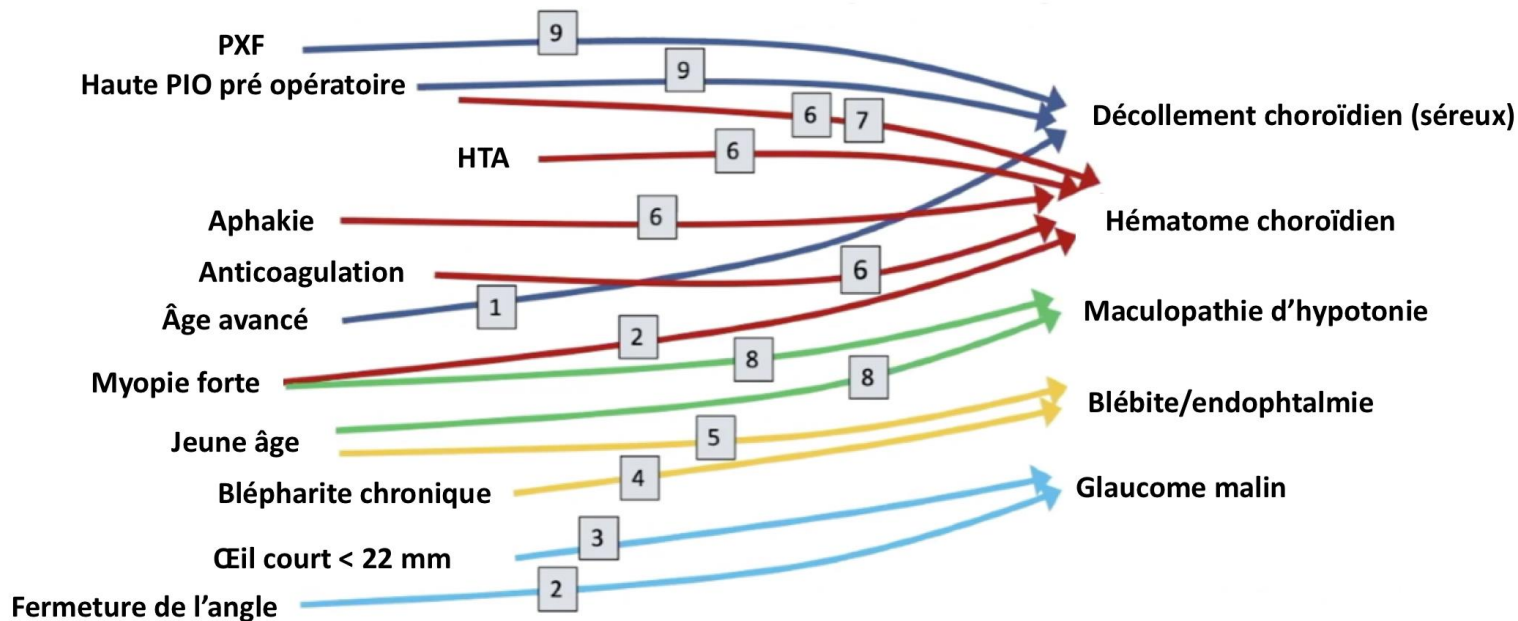 PXF
9
Haute PIO pré opératoire
9
6
7
HTA
6
Aphakie
6
Anticoagulation
6
Âge avancé
1
Myopie forte
2
8
Jeune âge
8
5
Blépharite chronique
4
Œil court < 22 mm
3
Fermeture de l’angle
2
Décollement choroïdien (séreux)
Hématome choroïdien
Maculopathie d’hypotonie
Blébite/endophtalmie
Glaucome malin